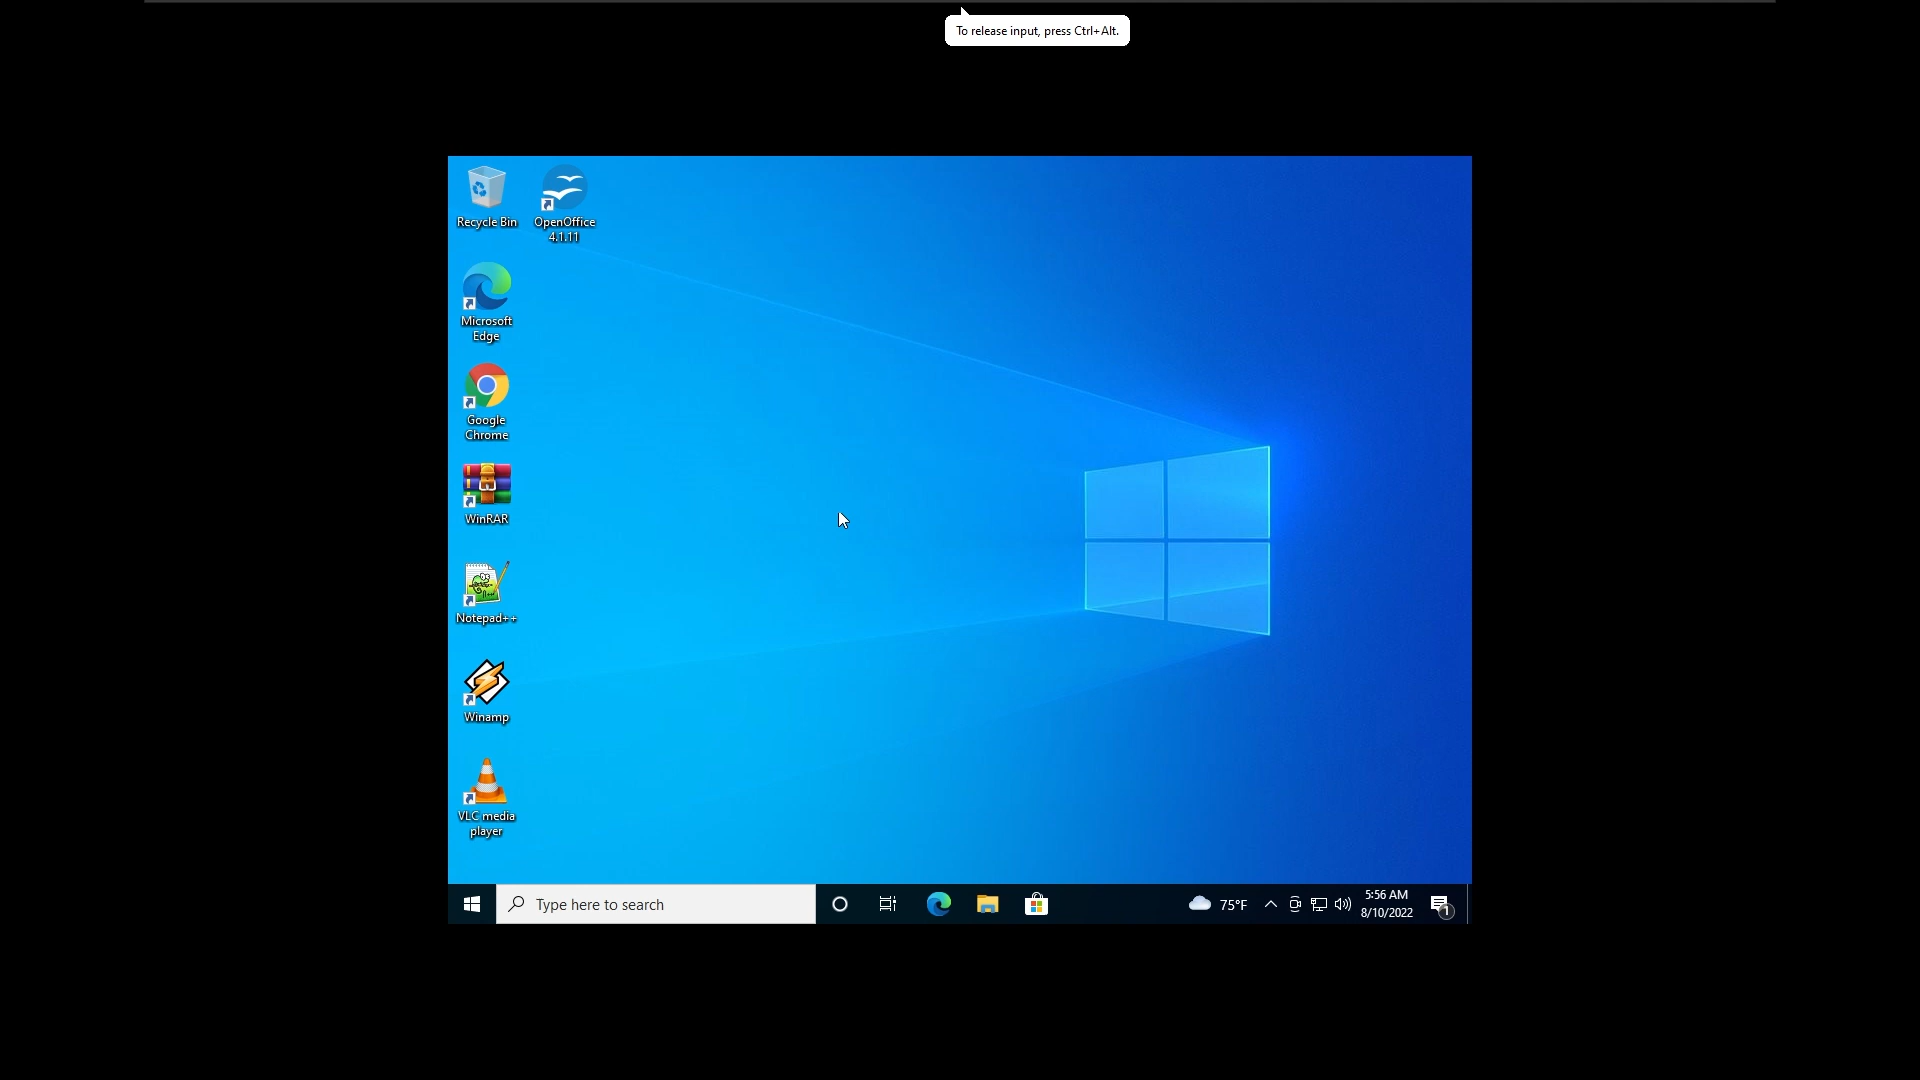 To release input, press Ctrl+Alt.
Recycle Bin
OpenOffice
4.1.11
Microsoft
Edge
Google
Chrome
WinRAR
Notepad++
Winamp
VLC media
player
Type here to search
75°F
5:56 AM
8/10/2022
1